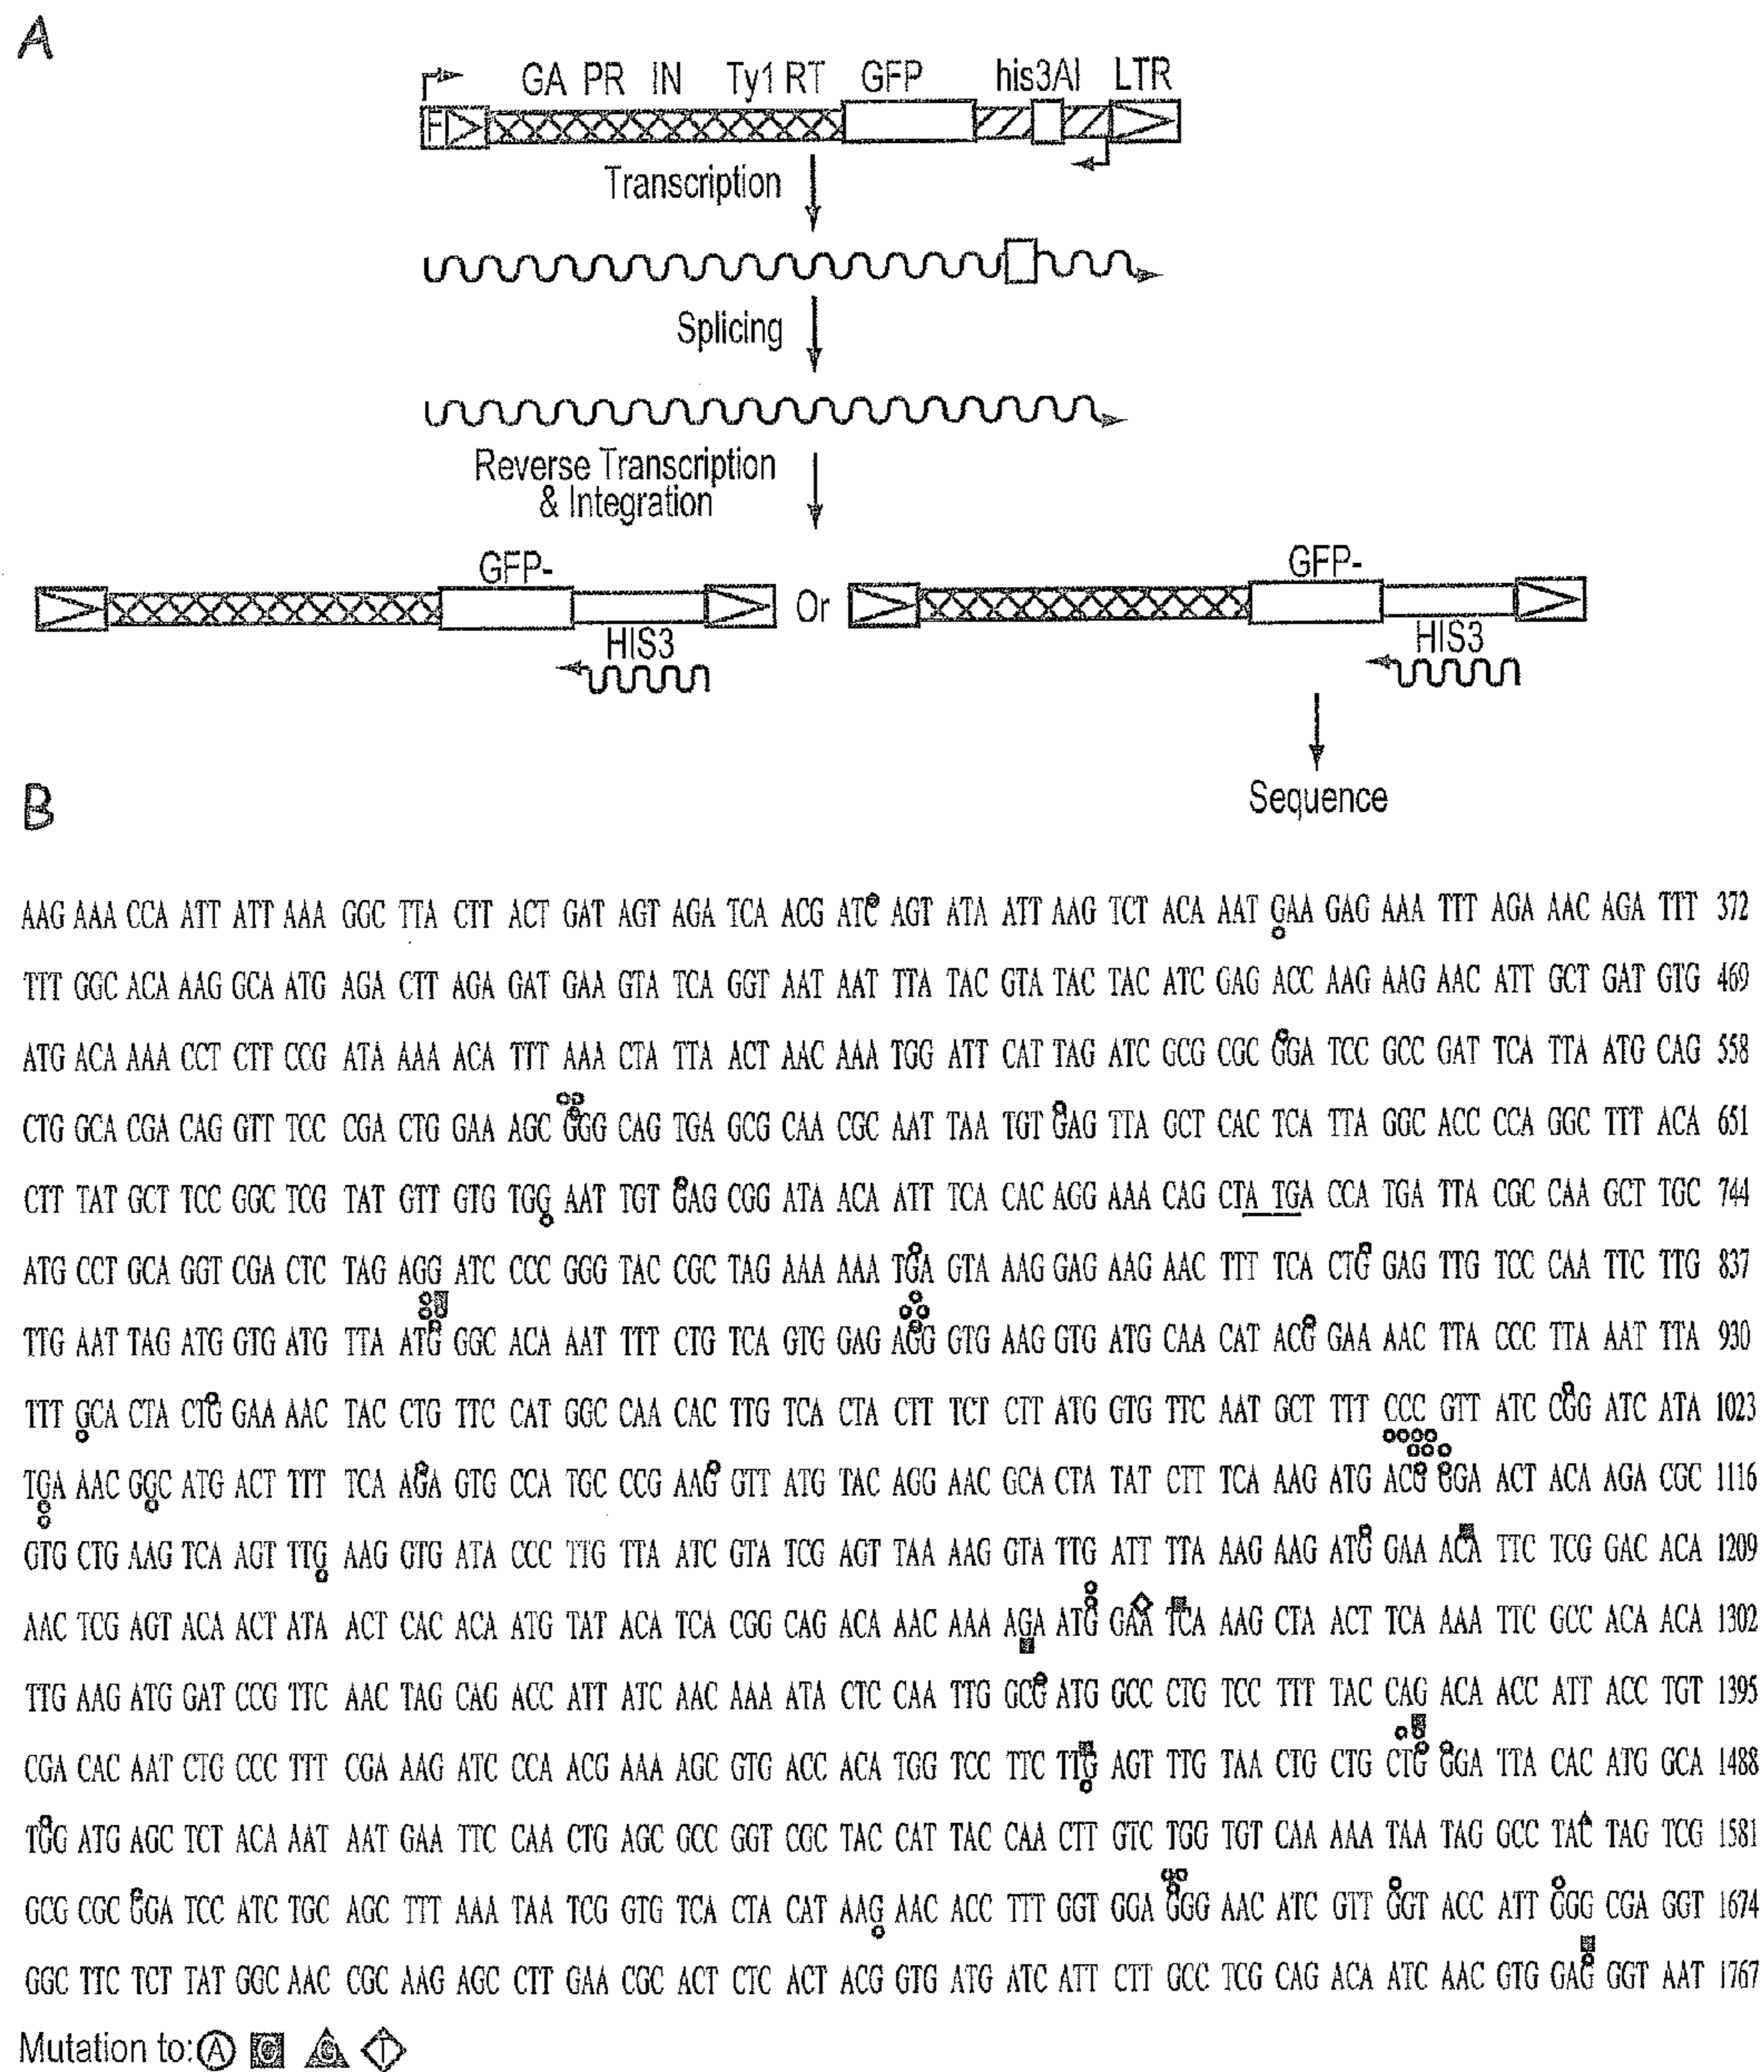 A
GA PR IN Ty1 RT GFP his3AI LTR
Transcription
Splicing
Reverse Transcription
& Integration
GFP- GFP-
Or
HIS3 HIS3
Sequence
B
AAG AAA CCA ATT ATT AAA GGC TTA CTT ACT GAT AGT AGA TCA ACG ATC AGT ATA ATT AAG TCT ACA AAT GAA GAG AAA TTT AGA AAC AGA TTT 372
TTT GGC ACA AAG GCA ATG AGA CTT AGA GAT GAA GTA TCA GGT AAT AAT TTA TAC GTA TAC TAC ATC GAG ACC AAG AAG AAC ATT GCT GAT GTG 469
ATG ACA AAA CCT CTT CCG ATA AAA ACA TTT AAA CTA TTA ACT AAC AAA TGG ATT CAT TAG ATC GCG CGC GGA TCC GCC GAT TCA TTA ATG CAG 558
CTG GCA CGA CAG GTT TCC CGA CTG GAA AGC GGG CAG TGA GCG CAA CGC AAT TAA TGT GAG TTA GCT CAC TCA TTA GGC ACC CCA GGC TTT ACA 651
CTT TAT GCT TCC GGC TCG TAT GTT GTG TGG AAT TGT GAG CGG ATA ACA ATT TCA CAC AGG AAA CAG CTA TGA CCA TGA TTA CGC CAA GCT TGC 744
ATG CCT GCA GGT CGA CTC TAG AGG ATC CCC GGG TAC CGC TAG AAA AAA TGA GTA AAG GAG AAG AAC TTT TCA CTG GAG TTG TCC CAA TTC TTG 837
TTG AAT TAG ATG GTG ATG TTA ATG GGC ACA AAT TTT CTG TCA GTG GAG AGG GTG AAG GTG ATG CAA CAT ACG GAA AAC TTA CCC TTA AAT TTA 930
TTT GCA CTA CTG GAA AAC TAC CTG TTC CAT GGC CAA CAC TTG TCA CTA CTT TCT CTT ATG GTG TTC AAT GCT TTT CCC GTT ATC CGG ATC ATA 1023
TGA AAC GGC ATG ACT TTT TCA AGA GTG CCA TGC CCG AAG GTT ATG TAC AGG AAC GCA CTA TAT CTT TCA AAG ATG ACG GGA ACT ACA AGA CGC 1116
GTG CTG AAG TCA AGT TTG AAG GTG ATA CCC TTG TTA ATC GTA TCG AGT TAA AAG GTA TTG ATT TTA AAG AAG ATG GAA ACA TTC TCG GAC ACA 1209
AAC TCG AGT ACA ACT ATA ACT CAC ACA ATG TAT ACA TCA CGG CAG ACA AAC AAA AGA ATG GAA TCA AAG CTA ACT TCA AAA TTC GCC ACA ACA 1302
TTG AAG ATG GAT CCG TTC AAC TAG CAG ACC ATT ATC AAC AAA ATA CTC CAA TTG GCG ATG GCC CTG TCC TTT TAC CAG ACA ACC ATT ACC TGT 1395
CGA CAC AAT CTG CCC TTT CGA AAG ATC CCA ACG AAA AGC GTG ACC ACA TGG TCC TTC TTG AGT TTG TAA CTG CTG CTG GGA TTA CAC ATG GCA 1488
TGG ATG AGC TCT ACA AAT AAT GAA TTC CAA CTG AGC GCC GGT CGC TAC CAT TAC CAA CTT GTC TGG TGT CAA AAA TAA TAG GCC TAC TAG TCG 1581
GCG CGC GGA TCC ATC TGC AGC TTT AAA TAA TCG GTG TCA CTA CAT AAG AAC ACC TTT GGT GGA GGG AAC ATC GTT GGT ACC ATT GGG CGA GGT 1674
GGC TTC TCT TAT GGC AAC CGC AAG AGC CTT GAA CGC ACT CTC ACT ACG GTG ATG ATC ATT CTT GCC TCG CAG ACA ATC AAC GTG GAG GGT AAT 1767
Mutation to: A C G T